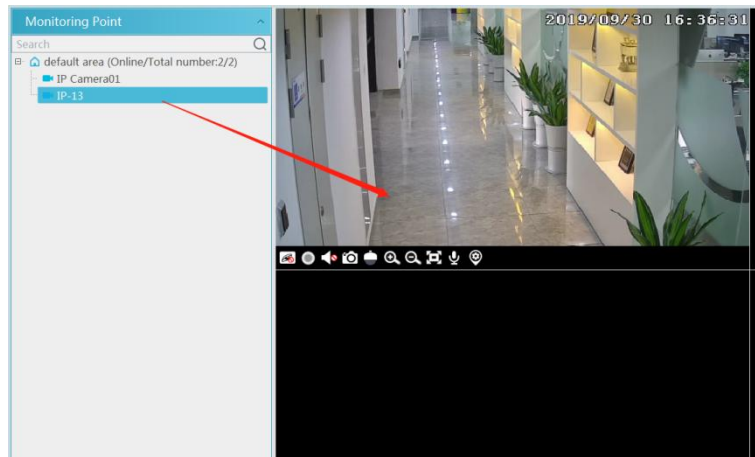 Monitoring Point
Search
default area (Online/Total number:2/2)
IP Camera01
IP-13
2019/09/30 16:36:31